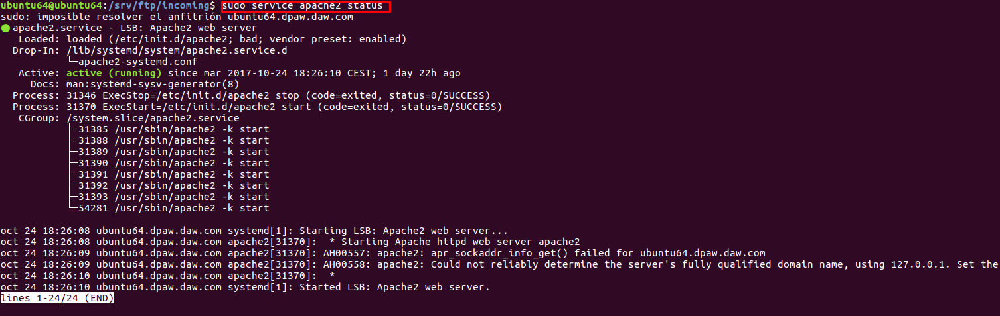 ubuntu64@ubuntu64:/srv/ftp/incoming$ sudo service apache2 status
sudo: imposible resolver el anfitrión ubuntu64.dpaw.daw.com
● apache2.service - LSB: Apache2 web server
   Loaded: loaded (/etc/init.d/apache2; bad; vendor preset: enabled)
  Drop-In: /lib/systemd/system/apache2.service.d
           └─apache2-systemd.conf
   Active: active (running) since mar 2017-10-24 18:26:10 CEST; 1 day 22h ago
     Docs: man:systemd-sysv-generator(8)
  Process: 31346 ExecStop=/etc/init.d/apache2 stop (code=exited, status=0/SUCCESS)
  Process: 31370 ExecStart=/etc/init.d/apache2 start (code=exited, status=0/SUCCESS)
   CGroup: /system.slice/apache2.service
           ├─31385 /usr/sbin/apache2 -k start
           ├─31388 /usr/sbin/apache2 -k start
           ├─31389 /usr/sbin/apache2 -k start
           ├─31390 /usr/sbin/apache2 -k start
           ├─31391 /usr/sbin/apache2 -k start
           ├─31392 /usr/sbin/apache2 -k start
           ├─31393 /usr/sbin/apache2 -k start
           └─54281 /usr/sbin/apache2 -k start
oct 24 18:26:08 ubuntu64.dpaw.daw.com systemd[1]: Starting LSB: Apache2 web server...
oct 24 18:26:08 ubuntu64.dpaw.daw.com apache2[31370]:  * Starting Apache httpd web server apache2
oct 24 18:26:09 ubuntu64.dpaw.daw.com apache2[31370]: AH00557: apache2: apr_sockaddr_info_get() failed for ubuntu64.dpaw.daw.com
oct 24 18:26:09 ubuntu64.dpaw.daw.com apache2[31370]: AH00558: apache2: Could not reliably determine the server's fully qualified domain name, using 127.0.0.1. Set the
oct 24 18:26:10 ubuntu64.dpaw.daw.com apache2[31370]:  *
oct 24 18:26:10 ubuntu64.dpaw.daw.com systemd[1]: Started LSB: Apache2 web server.
lines 1-24/24 (END)